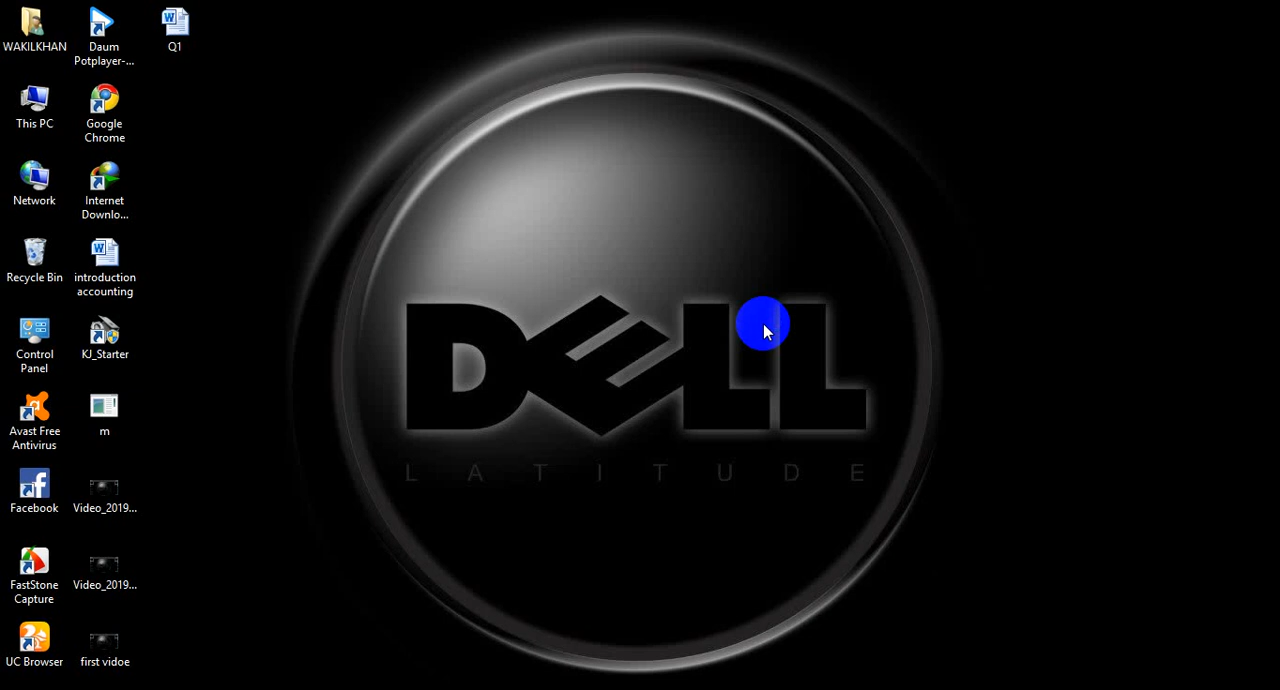 WAKILKHAN
Daum
Potplayer-...
Q1
This PC
Google
Chrome
Network
Internet
Downlo...
Recycle Bin
introduction
accounting
Control
Panel
KJ_Starter
Avast Free
Antivirus
m
Facebook
Video_2019...
FastStone
Capture
Video_2019...
UC Browser
first vidoe
DELL
LATITUDE